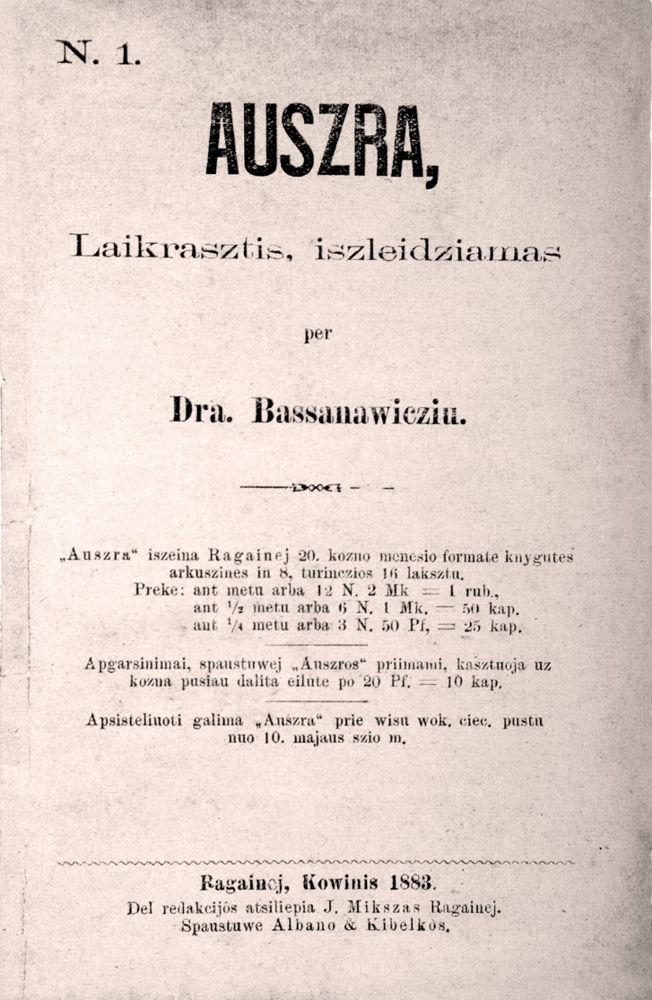 N. 1.
AUSZRA,
Laikrasztis, iszleidziamas
per
Dra. Bassanawicziu.
„Auszra“ iszeina Ragainej 20. kozno menesio formate knygutes
arkuszines in 8, turinczios 16 laksztu.
Preke: ant metu arba 12 N. 2 Mk = 1 rub.,
ant 1/2 metu arba 6 N. 1 Mk. = 50 kap.
ant 1/4 metu arba 3 N. 50 Pf, = 25 kap.
Apgarsinimai, spaustuwej „Auszros“ priimami, kasztuoja uz
kozna pusiau dalita eilute po 20 Pf. = 10 kap.
Apsisteliuoti galima „Auszra“ prie wisu wok. ciec. pustu
nuo 10. majaus szio m.
Ragainej, Kowinis 1883.
Del redakcijós atsiliepia J. Mikszas Ragainej.
Spaustuwe Albano & Kibelkós.